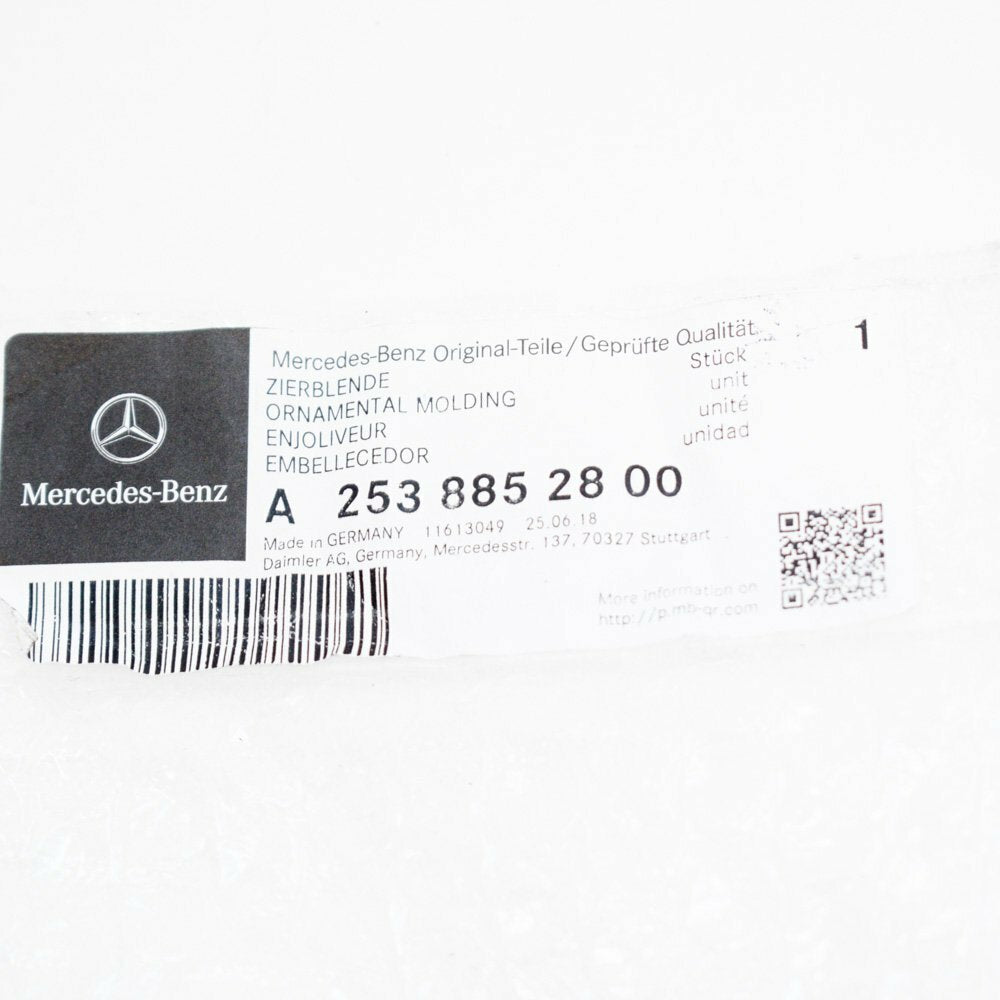 Mercedes-Benz
Mercedes-Benz Original-Teile/Geprüfte Qualität
1
ZIERBLENDE Stück
ORNAMENTAL MOLDING unit
ENJOLIVEUR unité
EMBELLECEDOR unidad
A 253 885 28 00
Made in GERMANY 11613049 25.06.18
Daimler AG, Germany, Mercedesstr. 137, 70327 Stuttgart
More information on
http://p.mb-qr.com